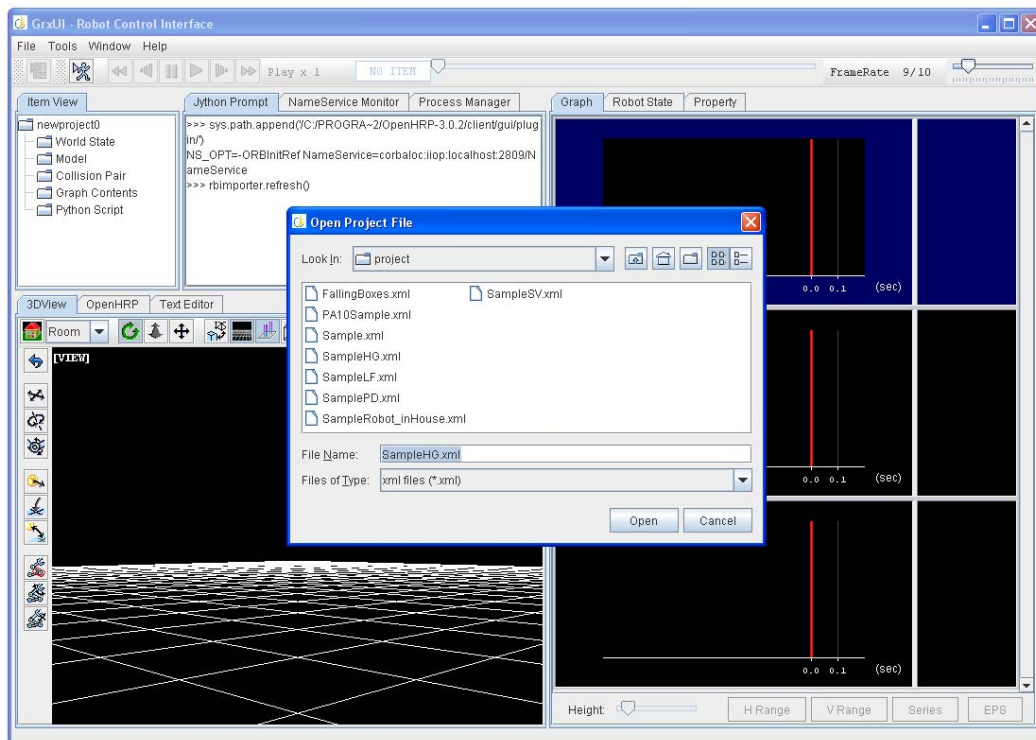 GrxUI - Robot Control Interface
File Tools Window Help
Play x 1 NO ITEM FrameRate 9/10
Item View
newproject0
World State
Model
Collision Pair
Graph Contents
Python Script
Jython Prompt NameService Monitor Process Manager
>>> sys.path.append('/C:/PROGRA~2/OpenHRP-3.0.2/client/gui/plug
in/')
NS_OPT=-ORBInitRef NameService=corbaloc:iiop:localhost:2809/N
ameService
>>> rbimporter.refresh()
Graph Robot State Property
0.0 0.1 (sec)
0.0 0.1 (sec)
0.0 0.1 (sec)
Height: H Range V Range Series EPS
3DView OpenHRP Text Editor
Room
[VIEW]
Open Project File
Look In: project
FallingBoxes.xml SampleSV.xml
PA10Sample.xml
Sample.xml
SampleHG.xml
SampleLF.xml
SamplePD.xml
SampleRobot_inHouse.xml
File Name: SampleHG.xml
Files of Type: xml files (*.xml)
Open Cancel